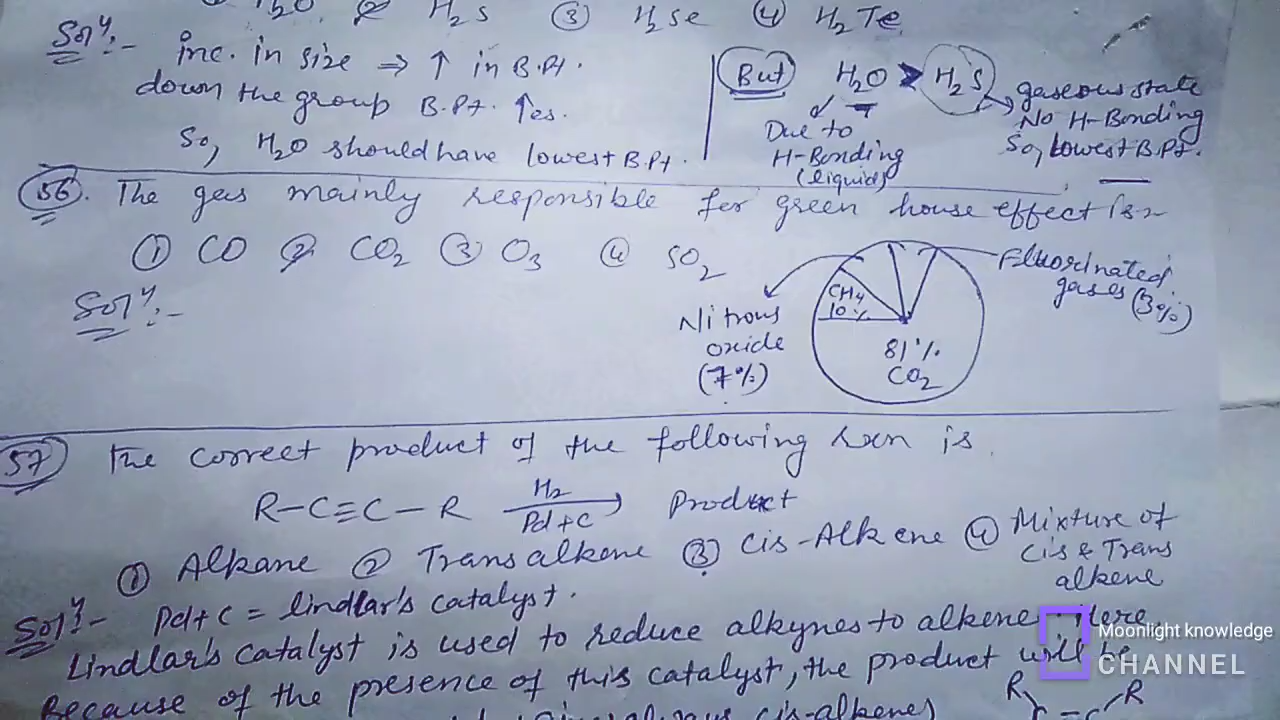 H₂O ② H₂S ③ H₂Se ④ H₂Te
Solⁿ:- inc. in size ⇒ ↑ in B.Pt.
down the group B.Pt. ↑es.
So, H₂O should have lowest B.Pt.
But H₂O > H₂S
Due to
H-Bonding
(liquid)
gaseous state
No H-Bonding
So, Lowest B.Pt.
56. The gas mainly responsible for green house effect is:-
① CO ② CO₂ ③ O₃ ④ SO₂
Solⁿ:-
Nitrous
oxide
(7%)
CH₄
10%
81%
CO₂
Fluorinated
gases (3%)
57 The correct product of the following rxn is
R-C≡C-R H₂ Pd+C → Product
① Alkane ② Trans alkene ③ Cis-Alkene ④ Mixture of
Cis & Trans
alkene
Solⁿ:- Pd+C = lindlar's catalyst.
Lindlar's catalyst is used to reduce alkynes to alkene. Here
Because of the presence of this catalyst, the product will be
always cis-alkenes)
R R
C = C
Moonlight knowledge
CHANNEL